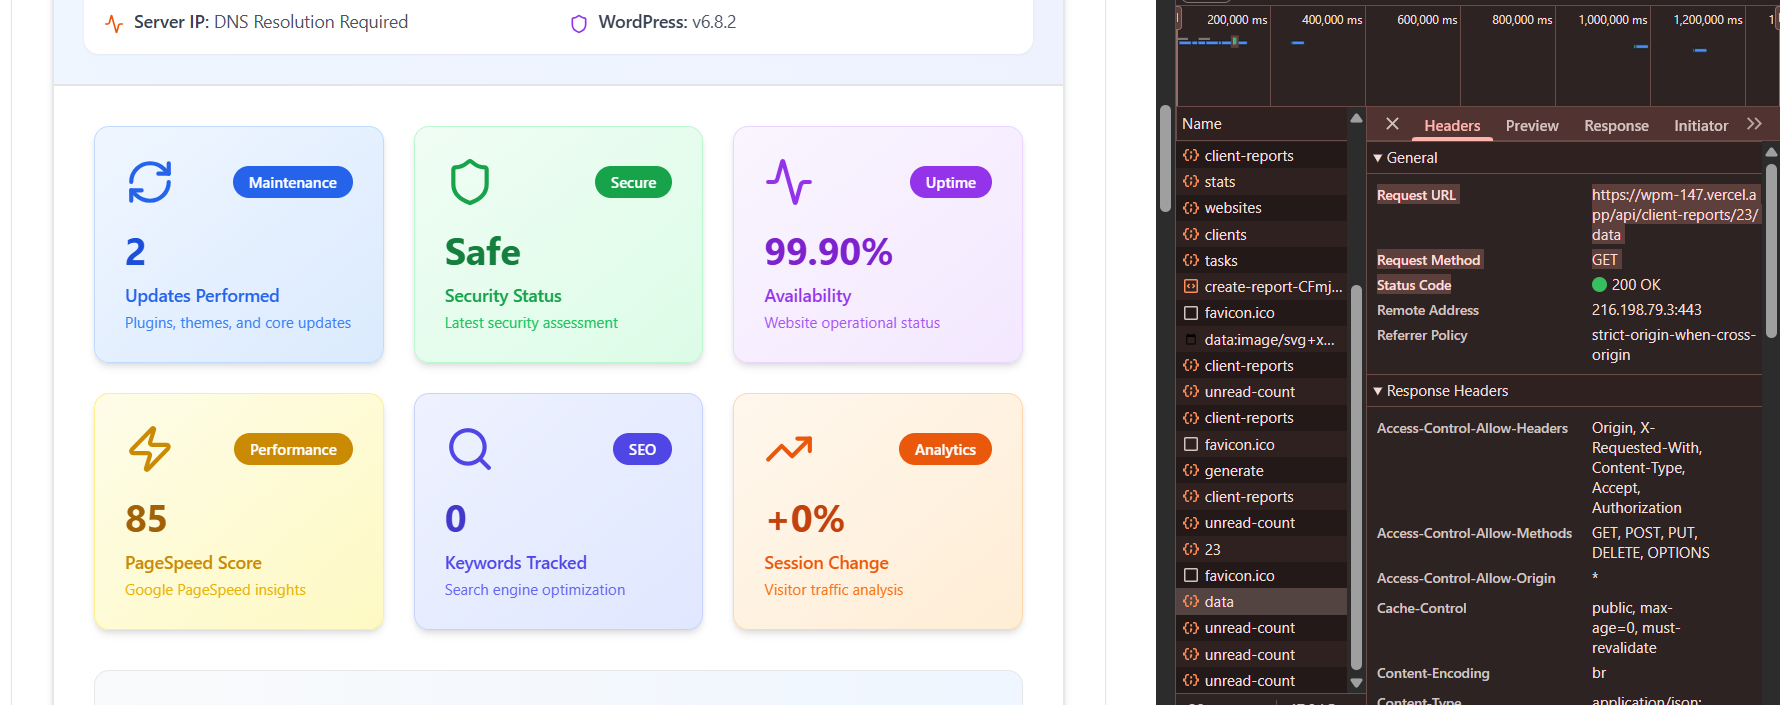 Server IP: DNS Resolution Required
WordPress: v6.8.2
Maintenance
2
Updates Performed
Plugins, themes, and core updates
Secure
Safe
Security Status
Latest security assessment
Uptime
99.90%
Availability
Website operational status
Performance
85
PageSpeed Score
Google PageSpeed insights
SEO
0
Keywords Tracked
Search engine optimization
Analytics
+0%
Session Change
Visitor traffic analysis
200,000 ms
400,000 ms
600,000 ms
800,000 ms
1,000,000 ms
1,200,000 ms
Name
client-reports
stats
websites
clients
tasks
create-report-CFmj...
favicon.ico
data:image/svg+x...
client-reports
unread-count
client-reports
favicon.ico
generate
client-reports
unread-count
23
favicon.ico
data
unread-count
unread-count
unread-count
Headers
Preview
Response
Initiator
General
Request URL
https://wpm-147.vercel.a
pp/api/client-reports/23/
data
Request Method
GET
Status Code
200 OK
Remote Address
216.198.79.3:443
Referrer Policy
strict-origin-when-cross-
origin
Response Headers
Access-Control-Allow-Headers
Origin, X-
Requested-With,
Content-Type,
Accept,
Authorization
Access-Control-Allow-Methods
GET, POST, PUT,
DELETE, OPTIONS
Access-Control-Allow-Origin
*
Cache-Control
public, max-
age=0, must-
revalidate
Content-Encoding
br
Content-Type
application/json;